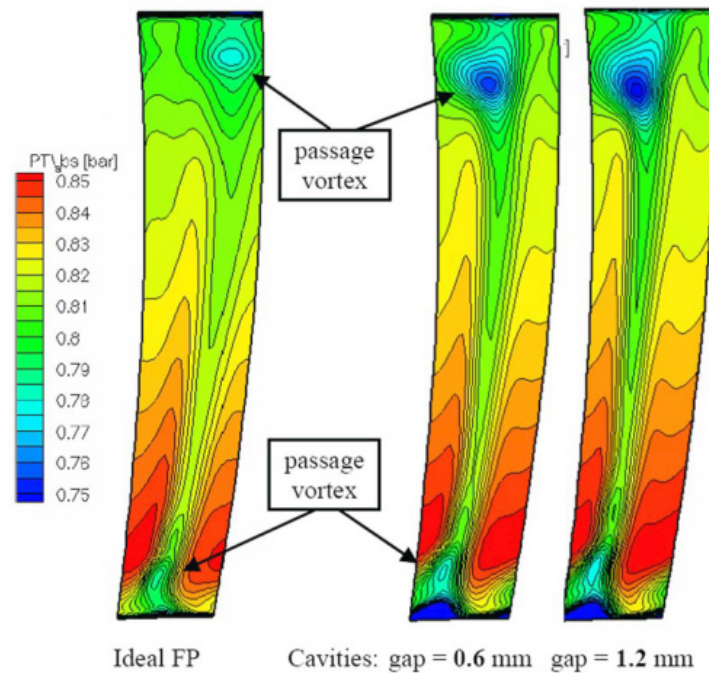 ]
PT\_abs [bar]
0.85
0.84
0.83
0.82
0.81
0.8
0.79
0.78
0.77
0.76
0.75
passage
vortex
passage
vortex
Ideal FP
Cavities: gap = 0.6 mm gap = 1.2 mm